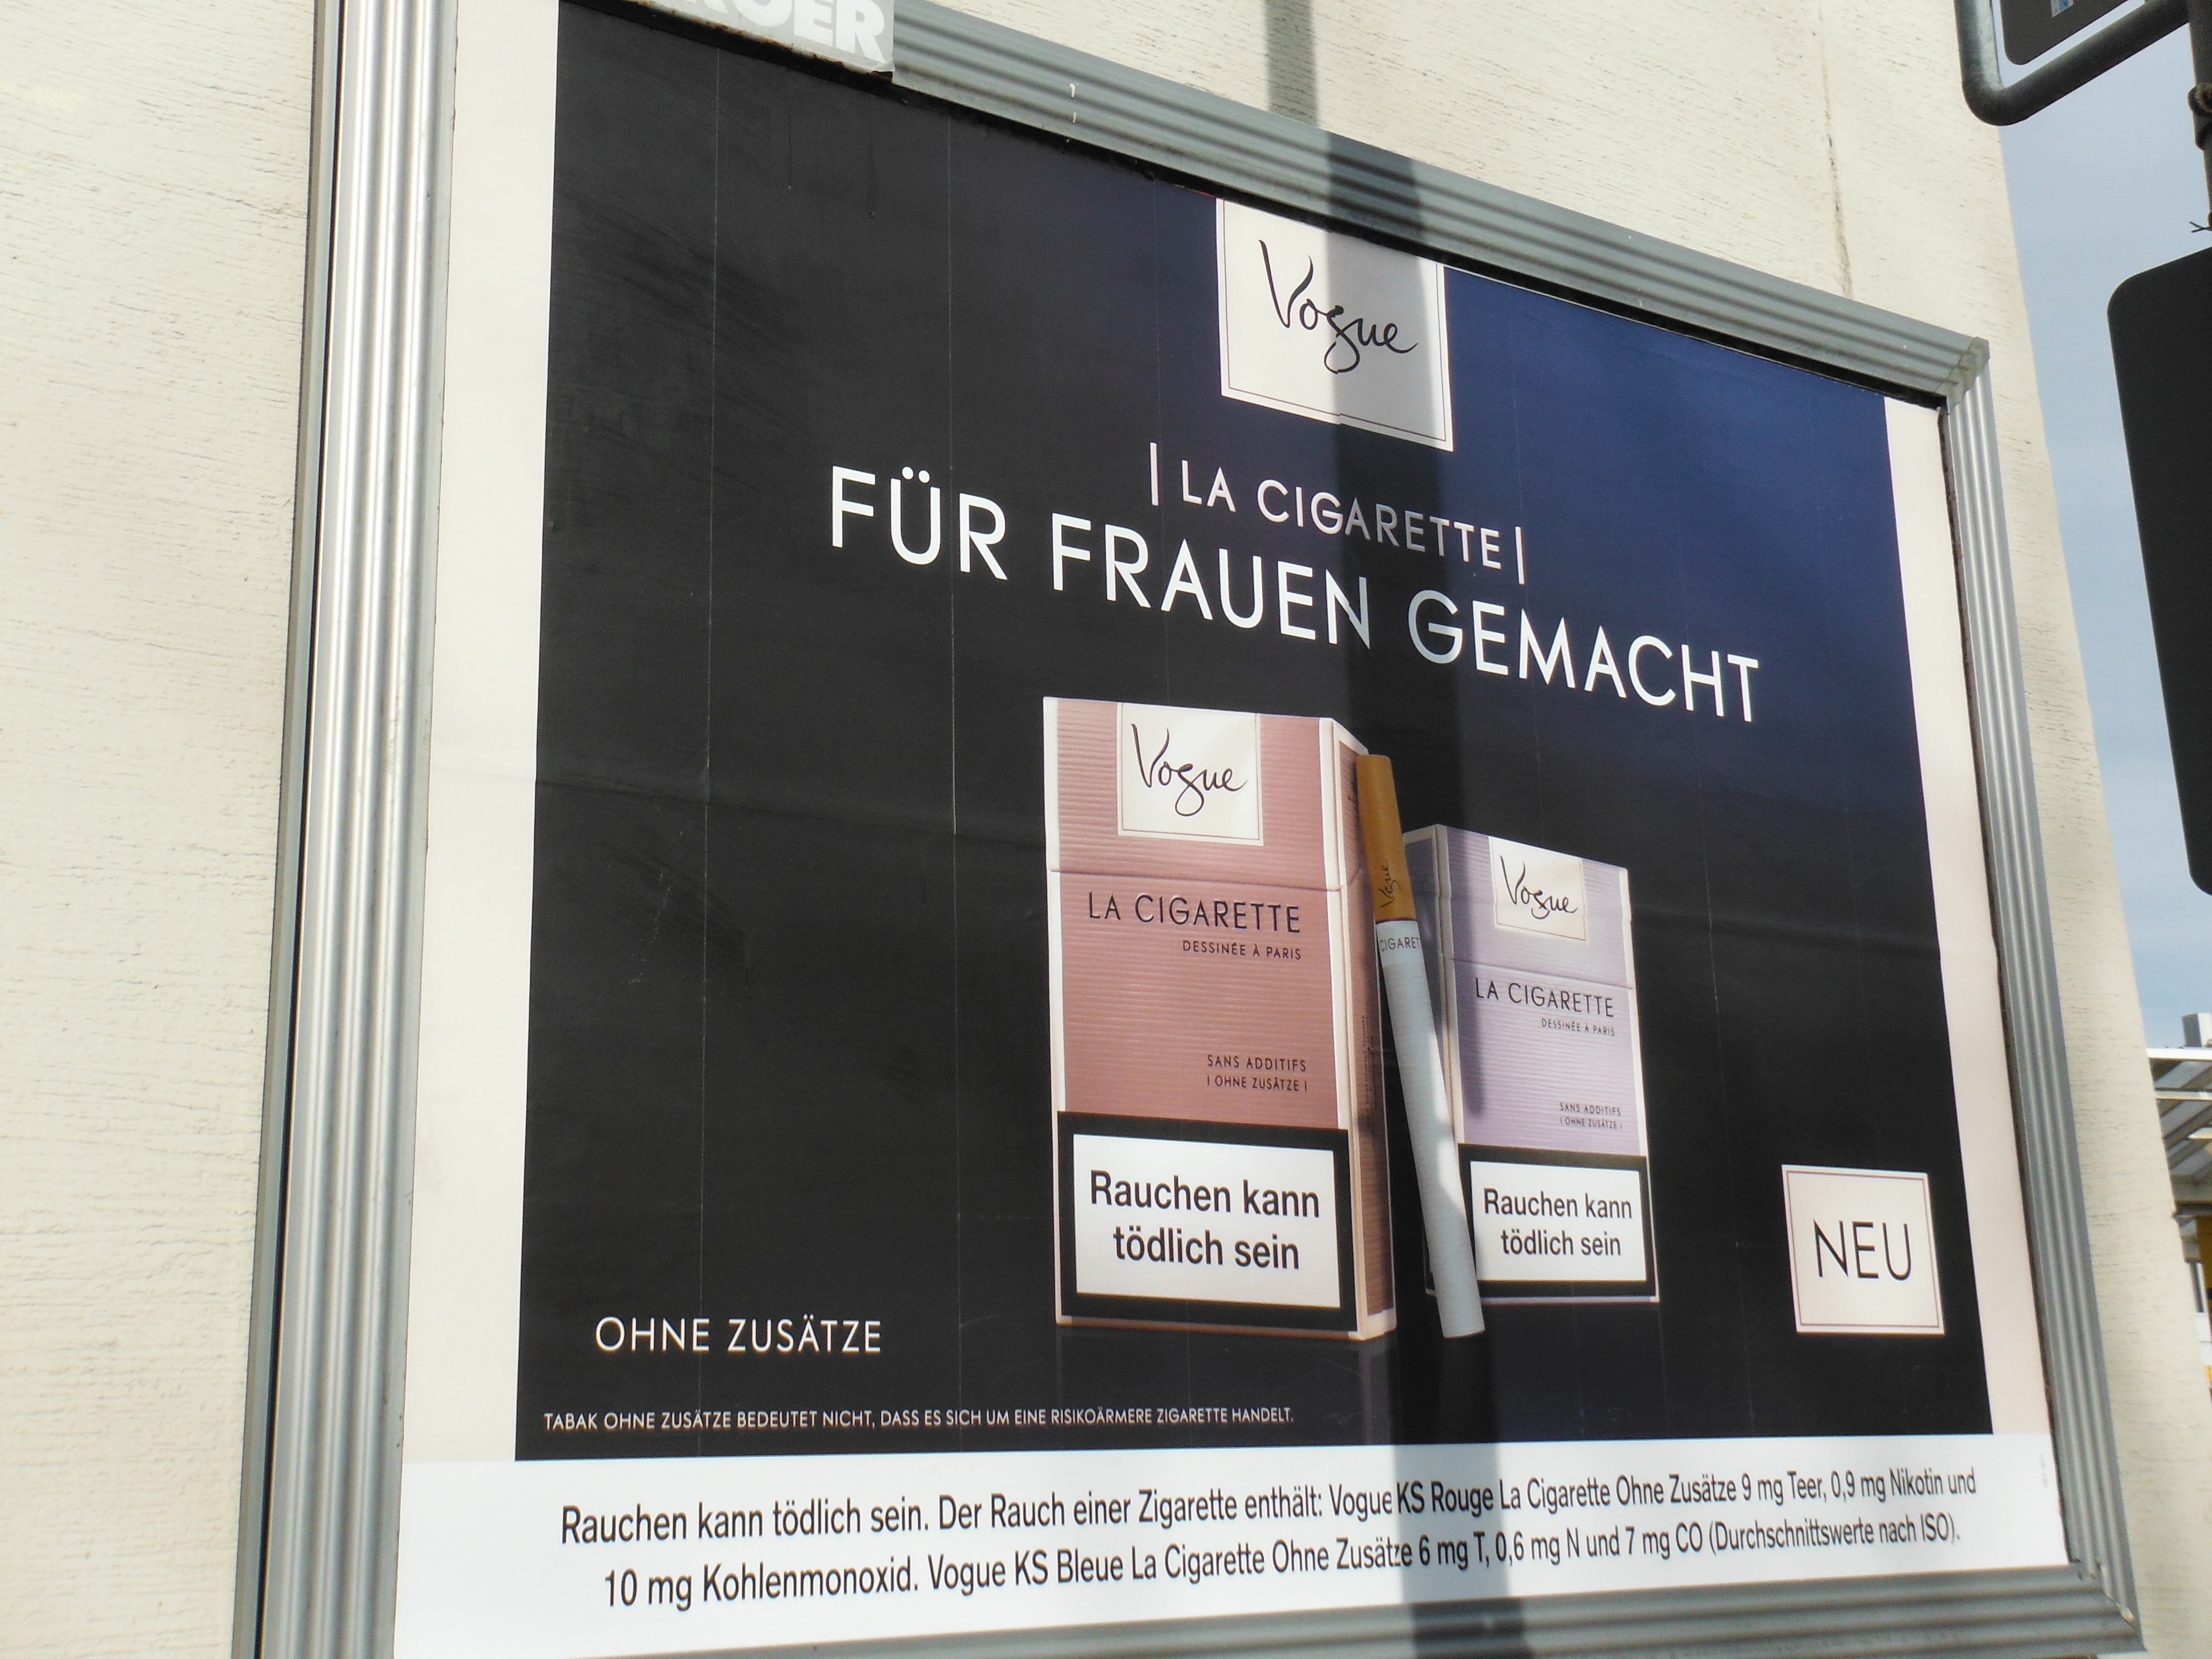 Vogue
| LA CIGARETTE |
FÜR FRAUEN GEMACHT
Vogue
LA CIGARETTE
DESSINÉE À PARIS
SANS ADDITIFS
| OHNE ZUSÄTZE |
Rauchen kann
tödlich sein
Vogue
CIGARET
Vogue
LA CIGARETTE
DESSINÉE À PARIS
SANS ADDITIFS
| OHNE ZUSÄTZE |
Rauchen kann
tödlich sein
NEU
OHNE ZUSÄTZE
TABAK OHNE ZUSÄTZE BEDEUTET NICHT, DASS ES SICH UM EINE RISIKOÄRMERE ZIGARETTE HANDELT.
Rauchen kann tödlich sein. Der Rauch einer Zigarette enthält: Vogue KS Rouge La Cigarette Ohne Zusätze 9 mg Teer, 0,9 mg Nikotin und
10 mg Kohlenmonoxid. Vogue KS Bleue La Cigarette Ohne Zusätze 6 mg T, 0,6 mg N und 7 mg CO (Durchschnittswerte nach ISO).